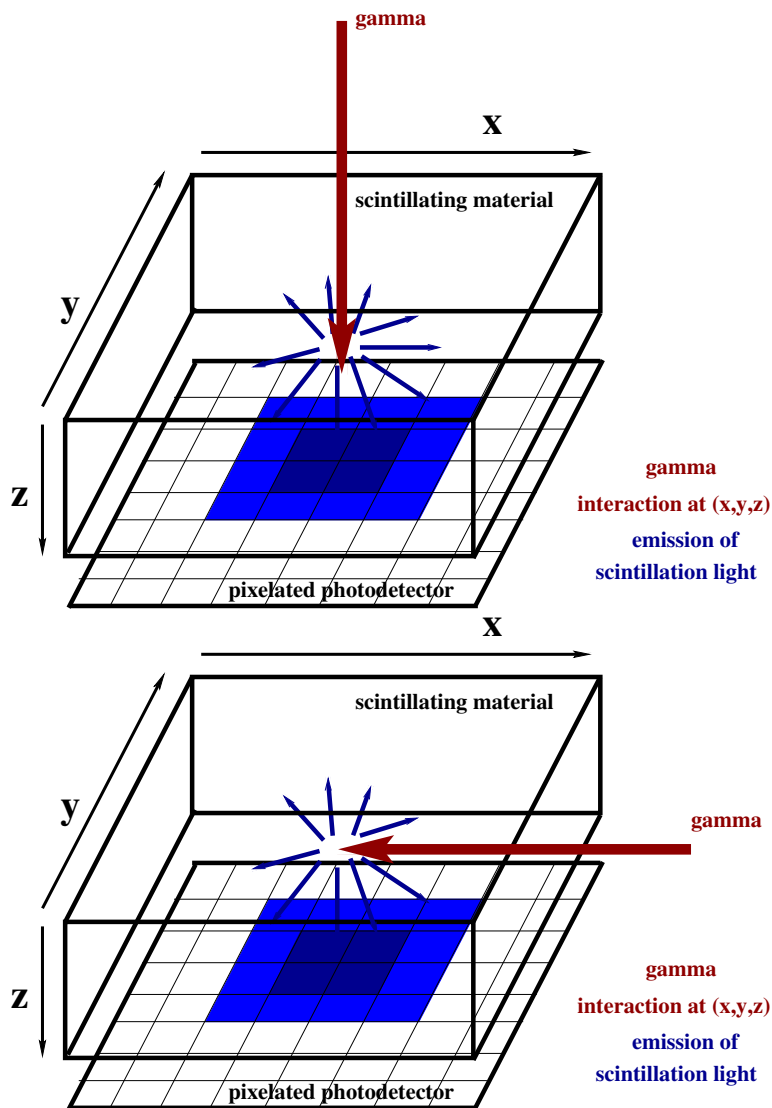 gamma
x
scintillating material
y
z
gamma
interaction at (x,y,z)
emission of
scintillation light
pixelated photodetector
x
scintillating material
y
gamma
z
gamma
interaction at (x,y,z)
emission of
scintillation light
pixelated photodetector